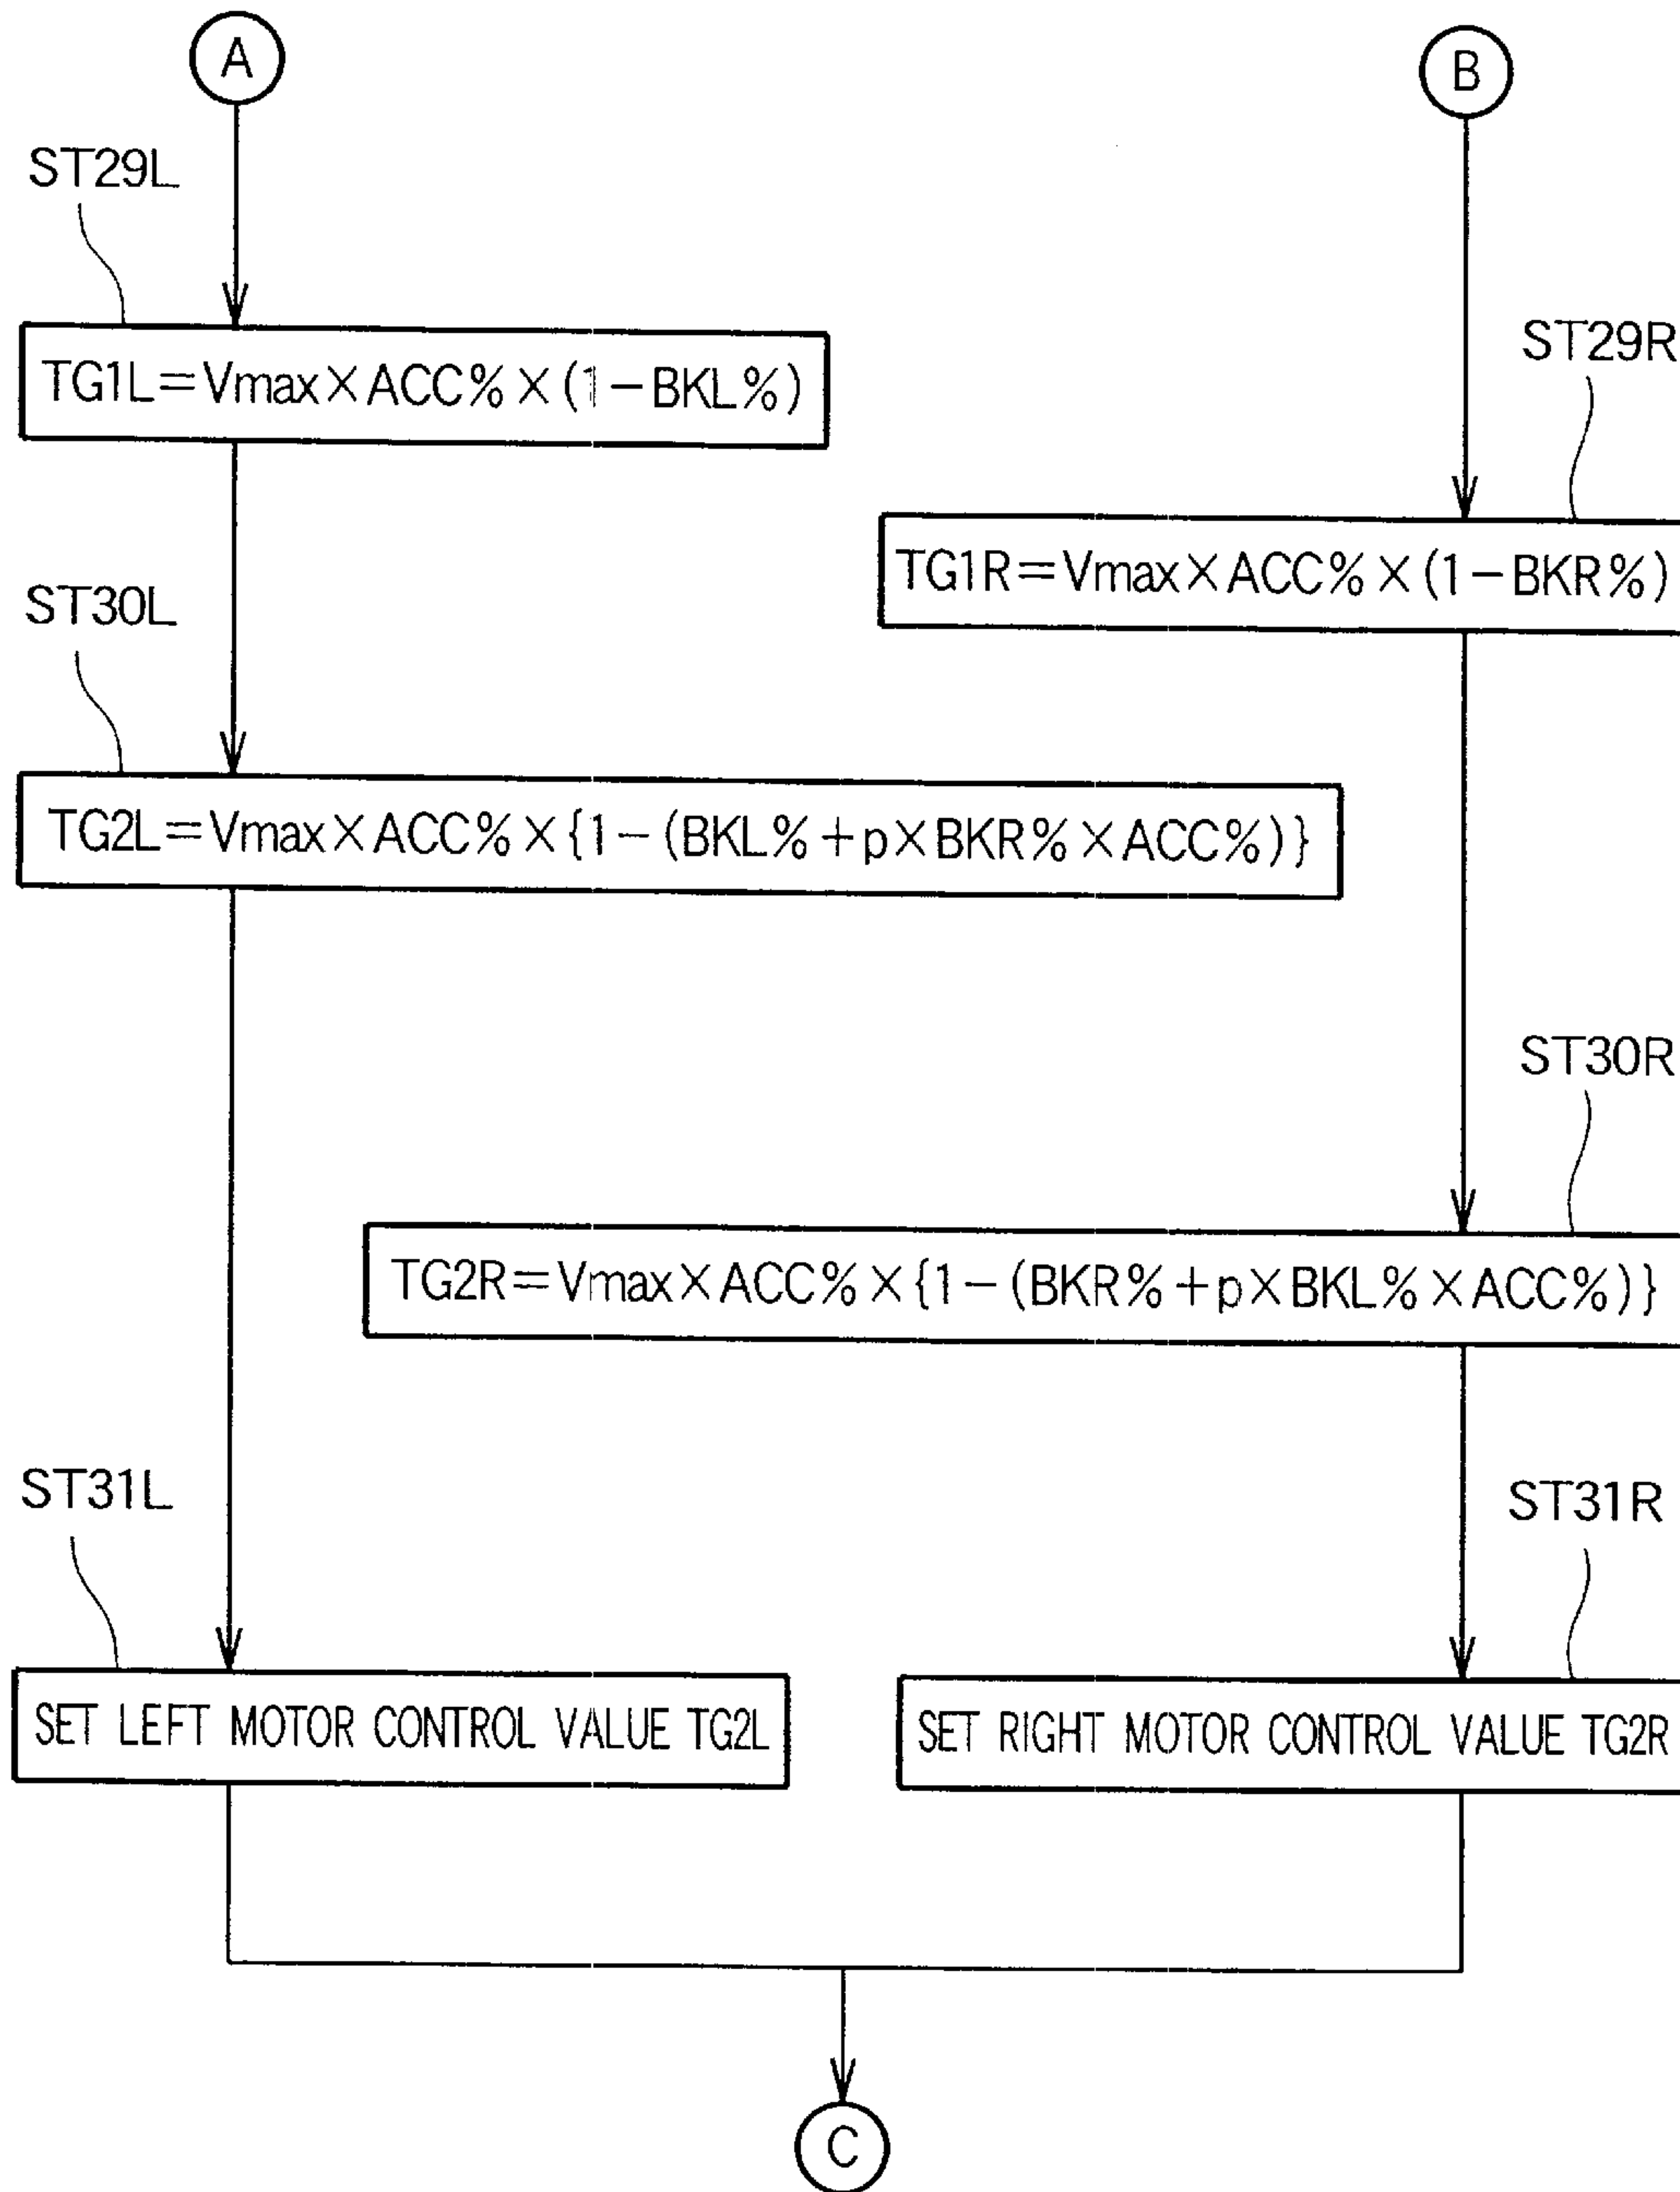 A
B
ST29L
TG1L=Vmax×ACC%×(1-BKL%)
ST29R
TG1R=Vmax×ACC%×(1-BKR%)
ST30L
TG2L=Vmax×ACC%×{1-(BKL%+p×BKR%×ACC%)}
ST30R
TG2R=Vmax×ACC%×{1-(BKR%+p×BKL%×ACC%)}
ST31L
ST31R
SET LEFT MOTOR CONTROL VALUE TG2L
SET RIGHT MOTOR CONTROL VALUE TG2R
C